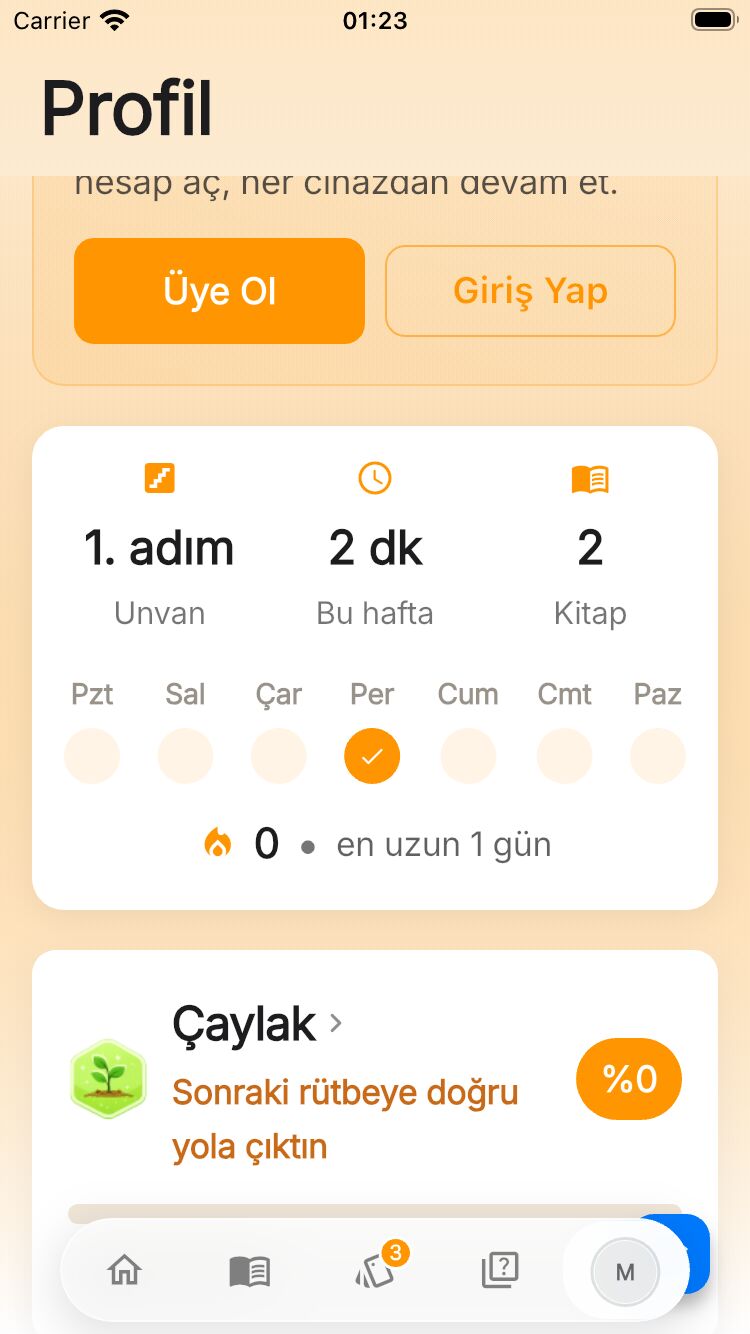 Carrier 01:23
Profil
hesap aç, her cihazdan devam et.
Üye Ol Giriş Yap
1. adım 2 dk 2
Unvan Bu hafta Kitap
Pzt Sal Çar Per Cum Cmt Paz
0 • en uzun 1 gün
Çaylak
Sonraki rütbeye doğru
yola çıktın
%0
3
M